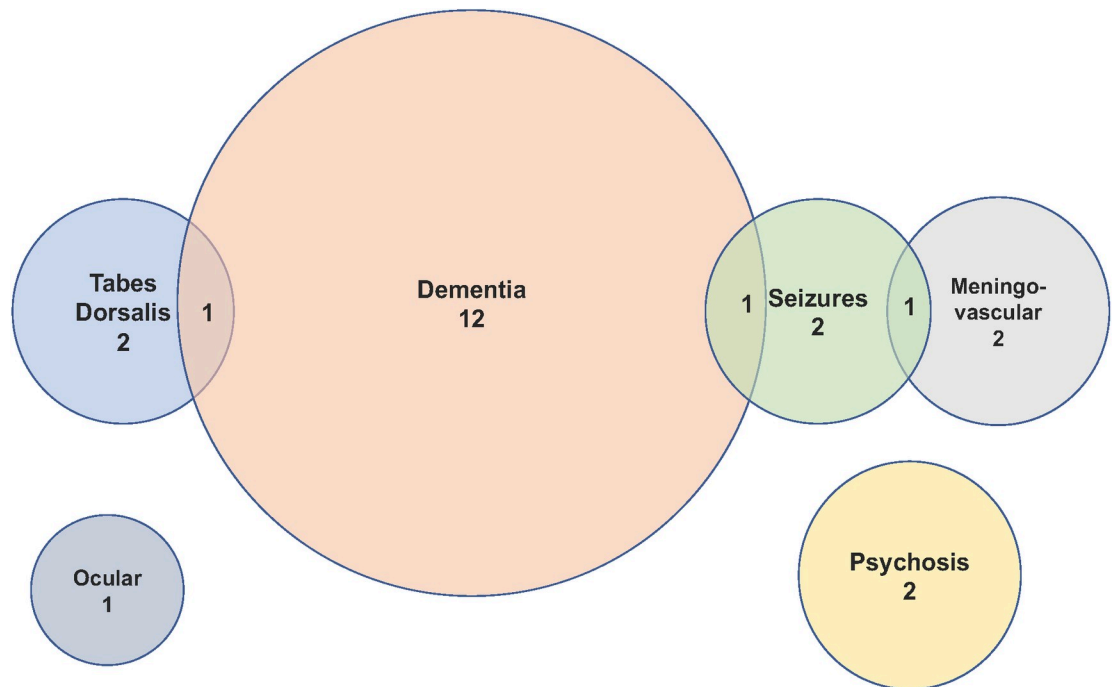 Tabes
Dorsalis
2
1
Dementia
12
1
Seizures
2
1
Meningo-
vascular
2
Ocular
1
Psychosis
2